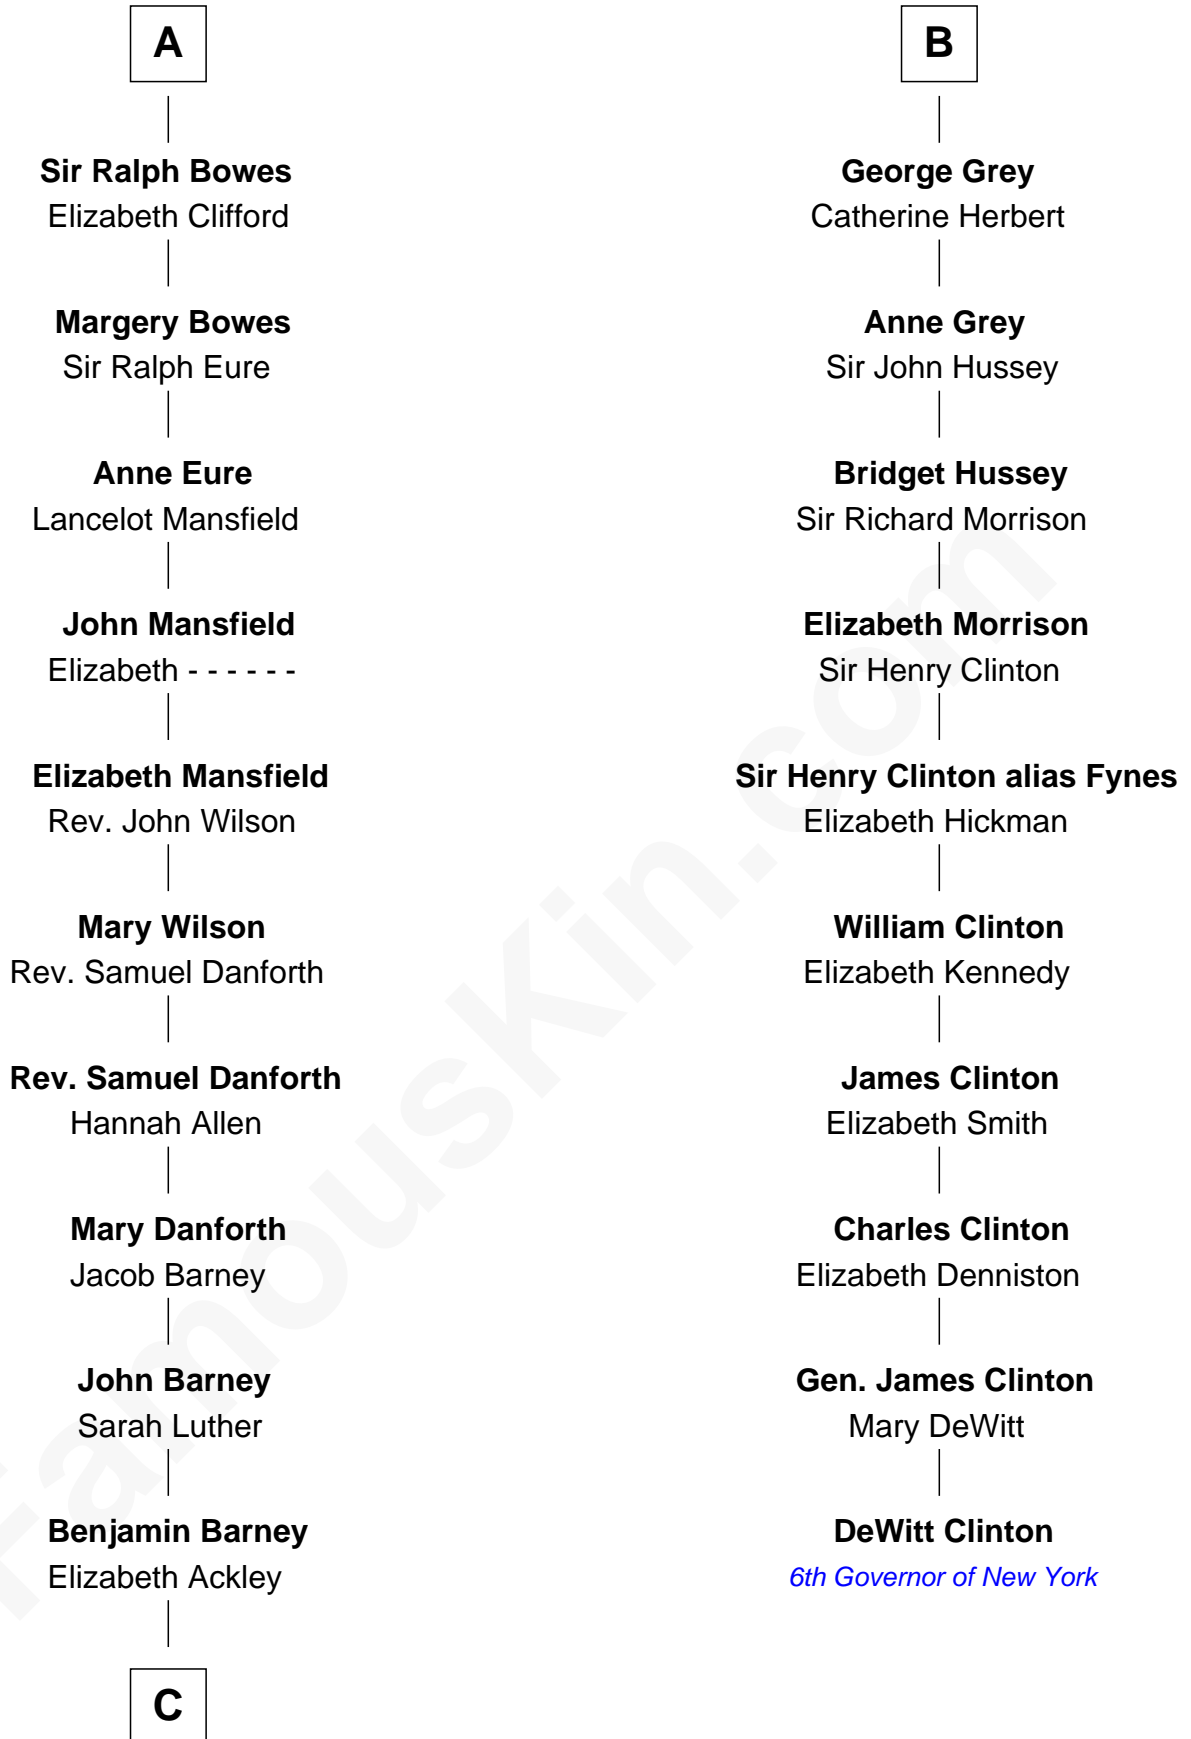 A
Sir Ralph Bowes
Elizabeth Clifford
Margery Bowes
Sir Ralph Eure
Anne Eure
Lancelot Mansfield
John Mansfield
Elizabeth - - - - - -
Elizabeth Mansfield
Rev. John Wilson
Mary Wilson
Rev. Samuel Danforth
Rev. Samuel Danforth
Hannah Allen
Mary Danforth
Jacob Barney
John Barney
Sarah Luther
Benjamin Barney
Elizabeth Ackley
C
B
George Grey
Catherine Herbert
Anne Grey
Sir John Hussey
Bridget Hussey
Sir Richard Morrison
Elizabeth Morrison
Sir Henry Clinton
Sir Henry Clinton alias Fynes
Elizabeth Hickman
William Clinton
Elizabeth Kennedy
James Clinton
Elizabeth Smith
Charles Clinton
Elizabeth Denniston
Gen. James Clinton
Mary DeWitt
DeWitt Clinton
6th Governor of New York
FamousKin.com